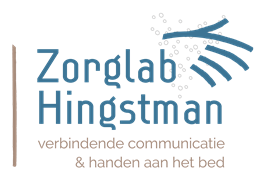 Zorglab
Hingstman
verbindende communicatie
& handen aan het bed